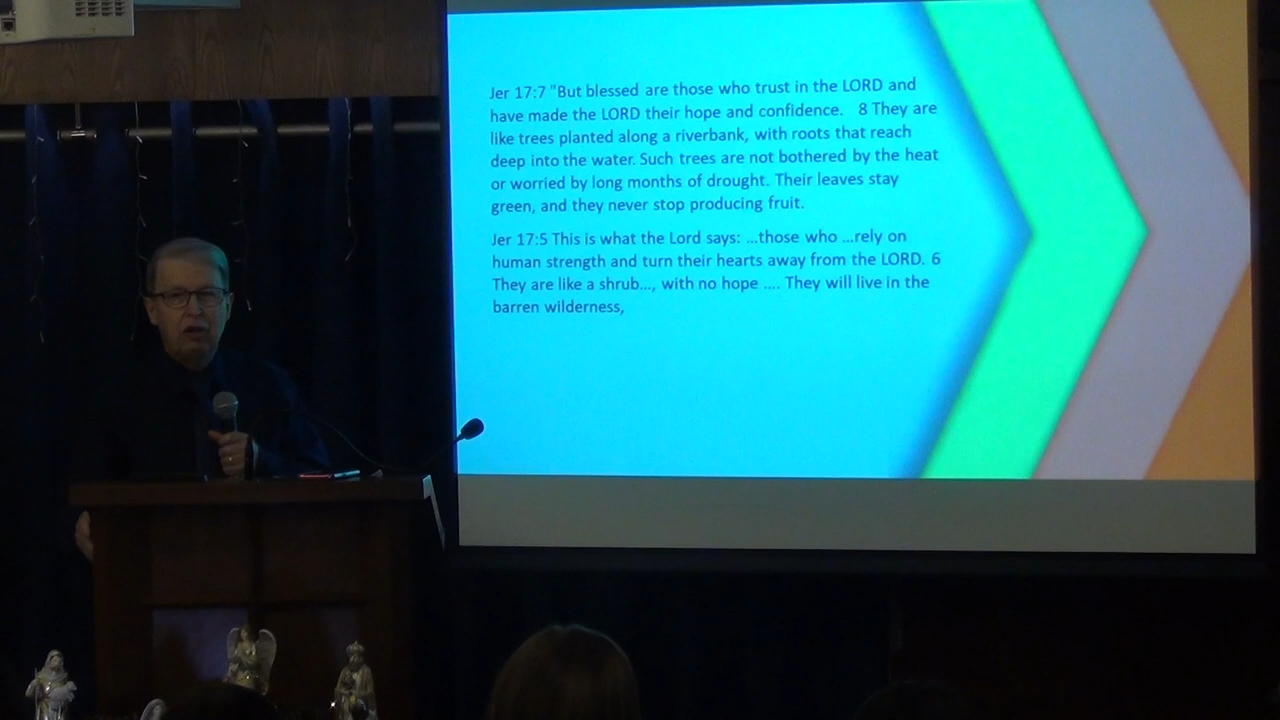 Jer 17:7 "But blessed are those who trust in the LORD and
have made the LORD their hope and confidence.   8 They are
like trees planted along a riverbank, with roots that reach
deep into the water. Such trees are not bothered by the heat
or worried by long months of drought. Their leaves stay
green, and they never stop producing fruit.
Jer 17:5 This is what the Lord says: ...those who ...rely on
human strength and turn their hearts away from the LORD. 6
They are like a shrub..., with no hope .... They will live in the
barren wilderness,